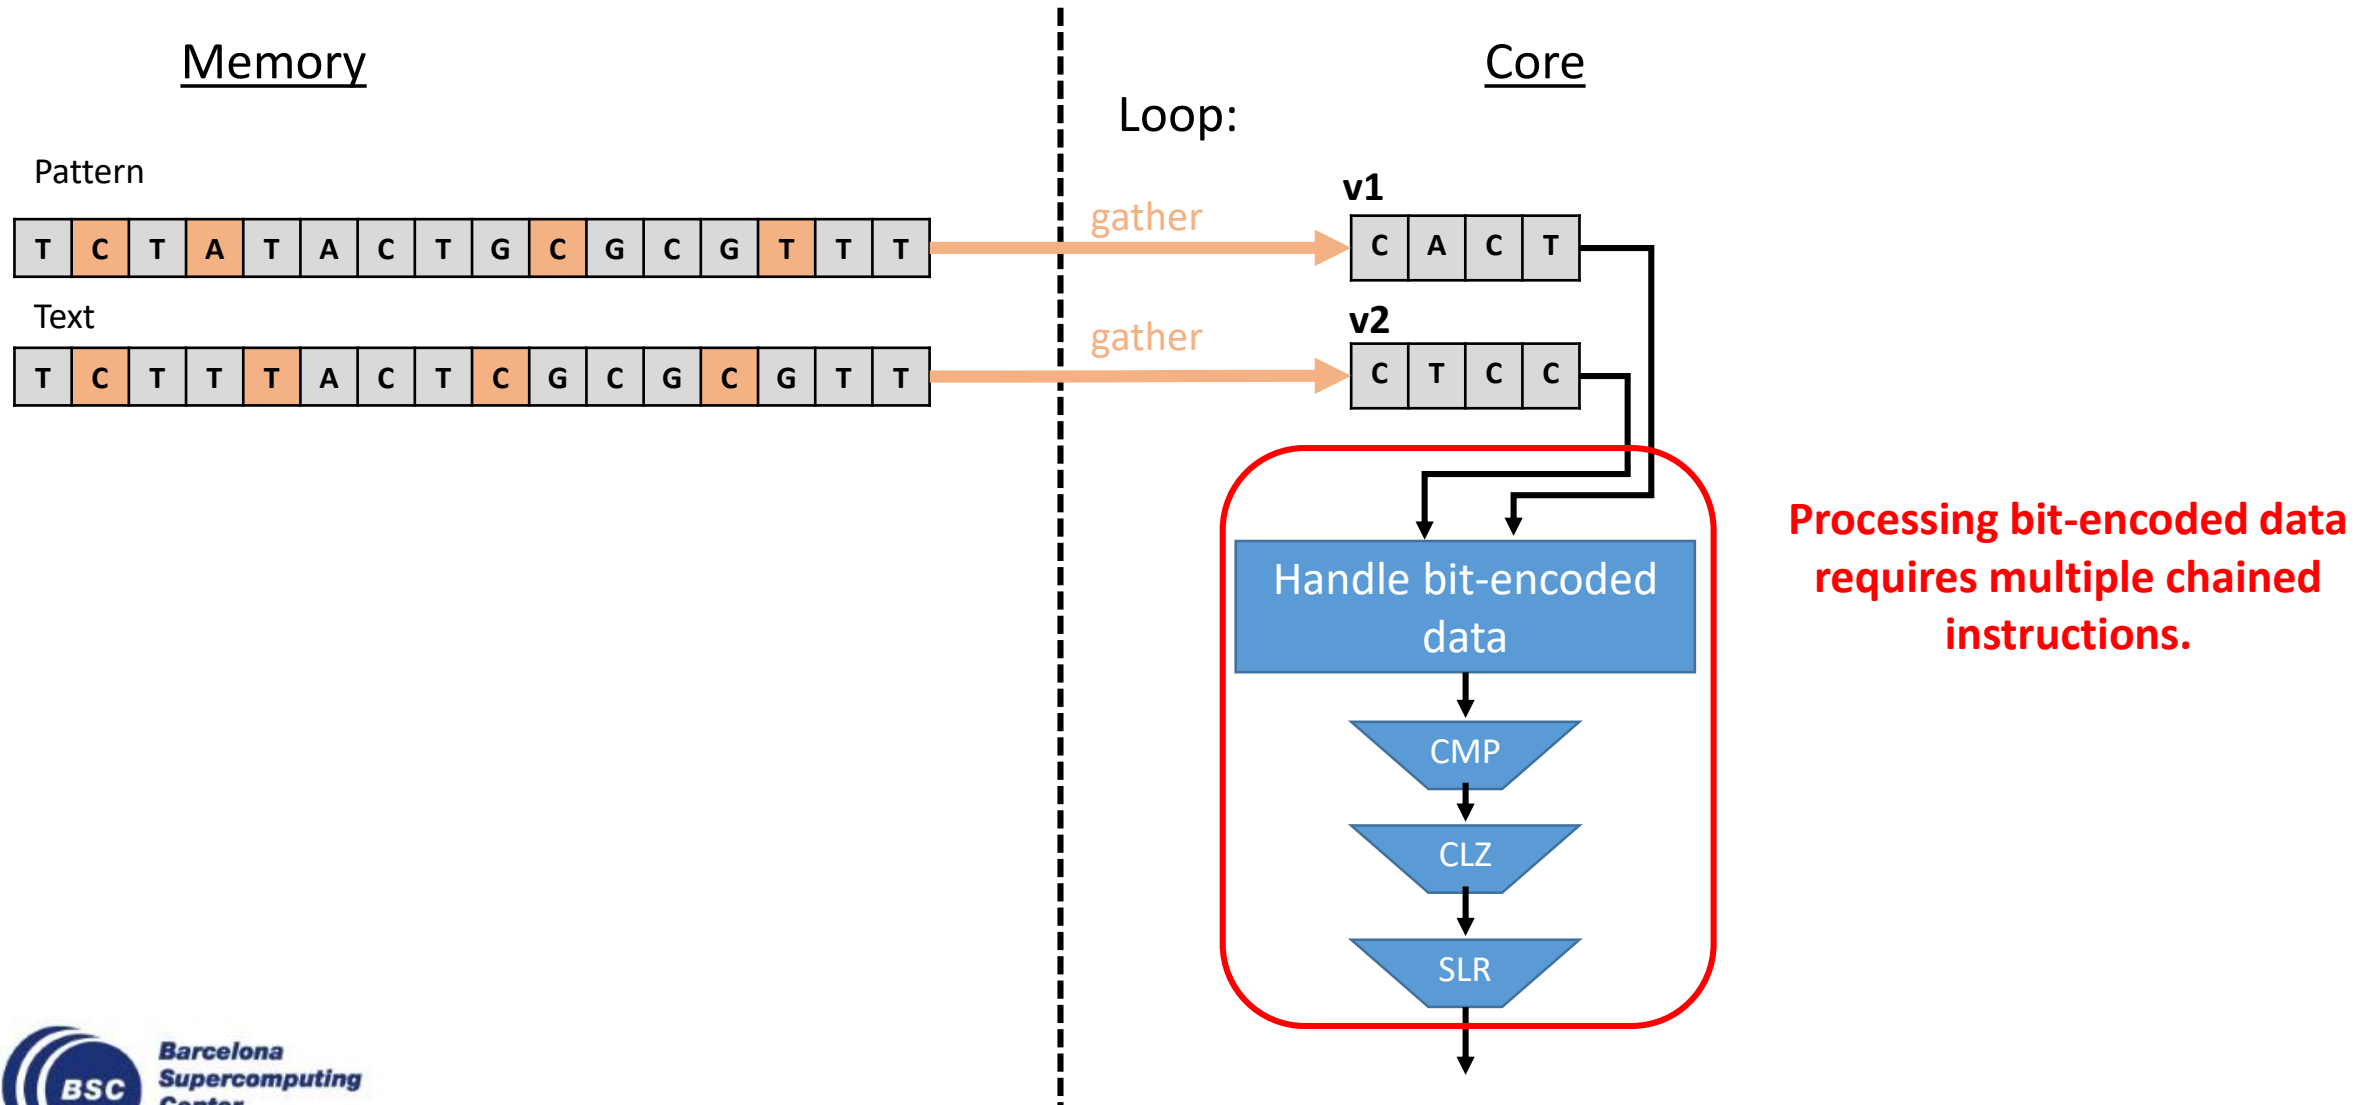 Memory
Core
Loop:
Pattern
T C T A T A C T G C G C G T T T
gather
v1
C A C T
Text
T C T T T A C T C G C G C G T T
gather
v2
C T C C
Handle bit-encoded
data
CMP
CLZ
SLR
Processing bit-encoded data
requires multiple chained
instructions.
BSC
Barcelona
Supercomputing